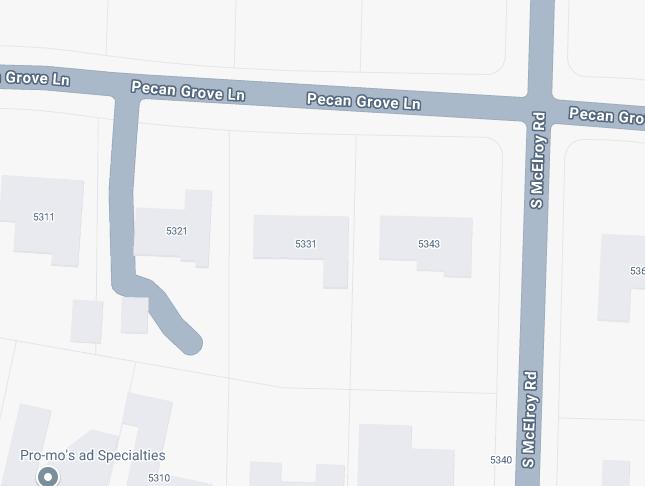 Grove Ln
Pecan Grove Ln
Pecan Grove Ln
Pecan Gro
S McElroy Rd
5311
5321
5331
5343
536
S McElroy Rd
Pro-mo's ad Specialties
5310
5340